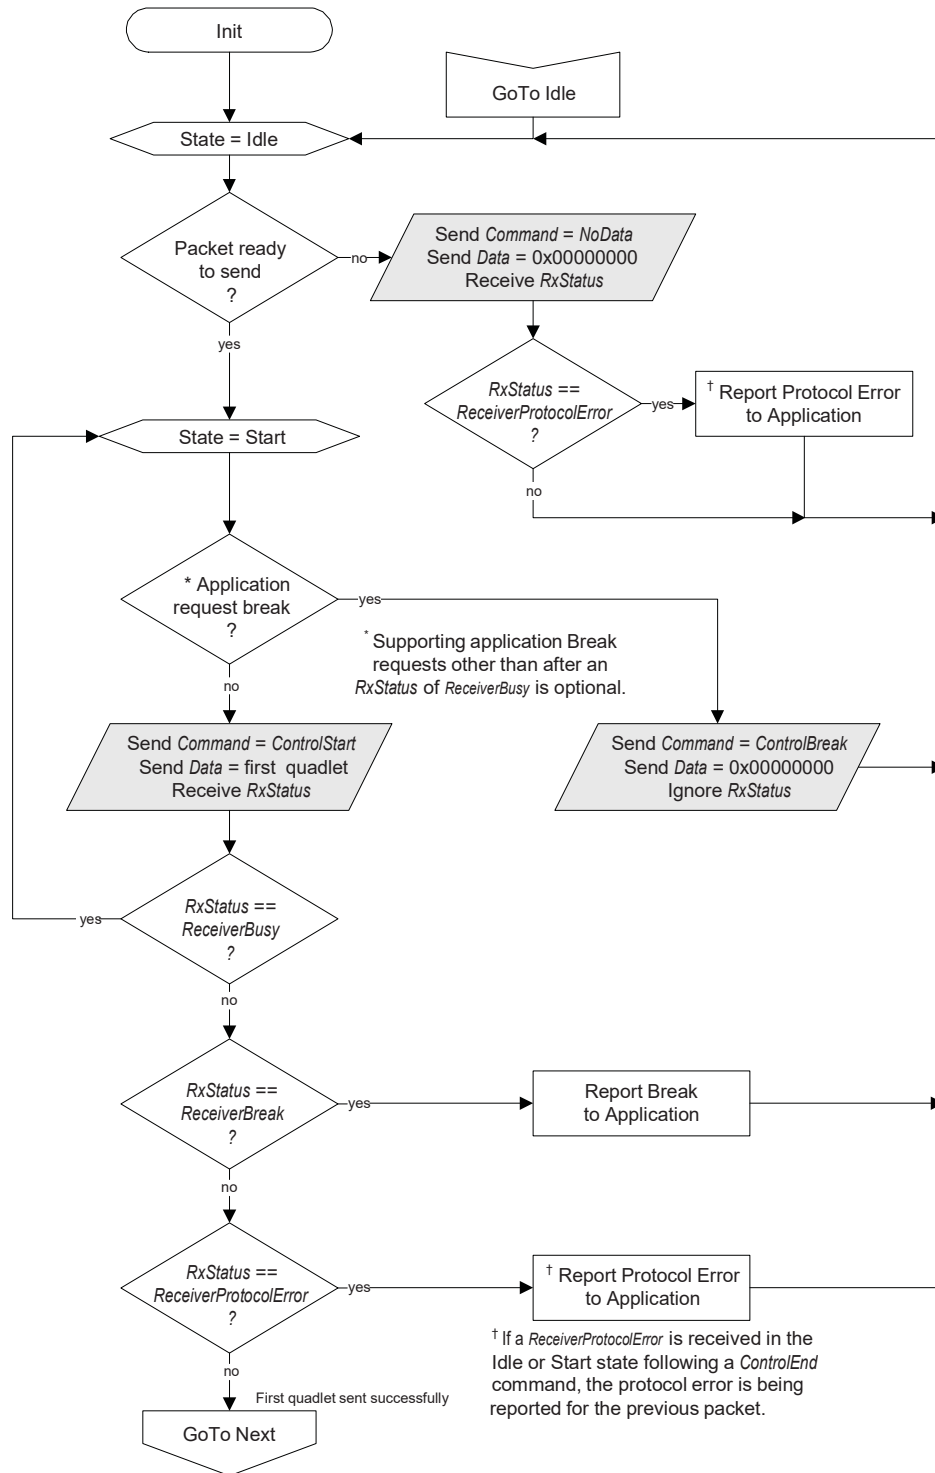 Init
GoTo Idle
State = Idle
Packet ready
to send
?
no
Send Command = NoData
Send Data = 0x00000000
Receive RxStatus
yes
RxStatus ==
ReceiverProtocolError
?
yes
† Report Protocol Error
to Application
no
State = Start
* Application
request break
?
yes
* Supporting application Break
requests other than after an
RxStatus of ReceiverBusy is optional.
no
Send Command = ControlStart
Send Data = first quadlet
Receive RxStatus
Send Command = ControlBreak
Send Data = 0x00000000
Ignore RxStatus
RxStatus ==
ReceiverBusy
?
yes
no
RxStatus ==
ReceiverBreak
?
yes
Report Break
to Application
no
RxStatus ==
ReceiverProtocolError
?
yes
† Report Protocol Error
to Application
† If a ReceiverProtocolError is received in the
Idle or Start state following a ControlEnd
command, the protocol error is being
reported for the previous packet.
no
First quadlet sent successfully
GoTo Next